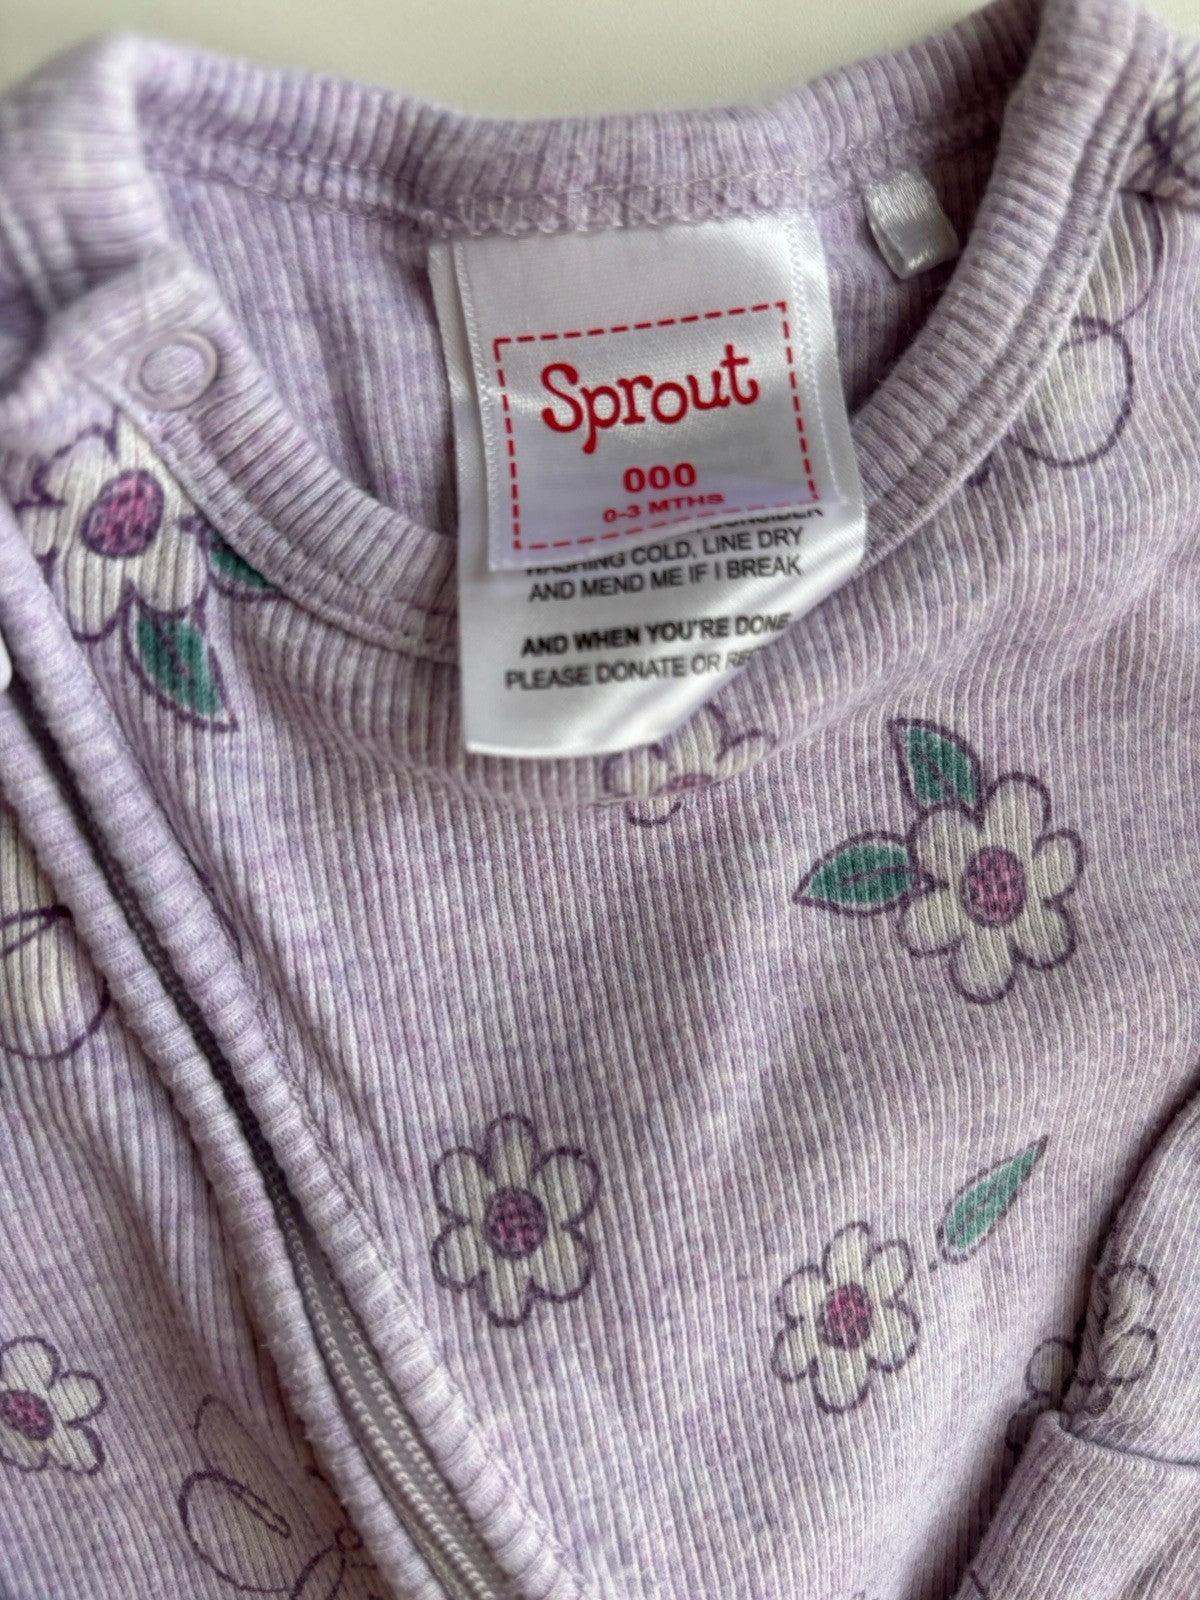 Sprout
000
0-3 MTHS
WASHING COLD, LINE DRY
AND MEND ME IF I BREAK
AND WHEN YOU'RE DONE
PLEASE DONATE OR